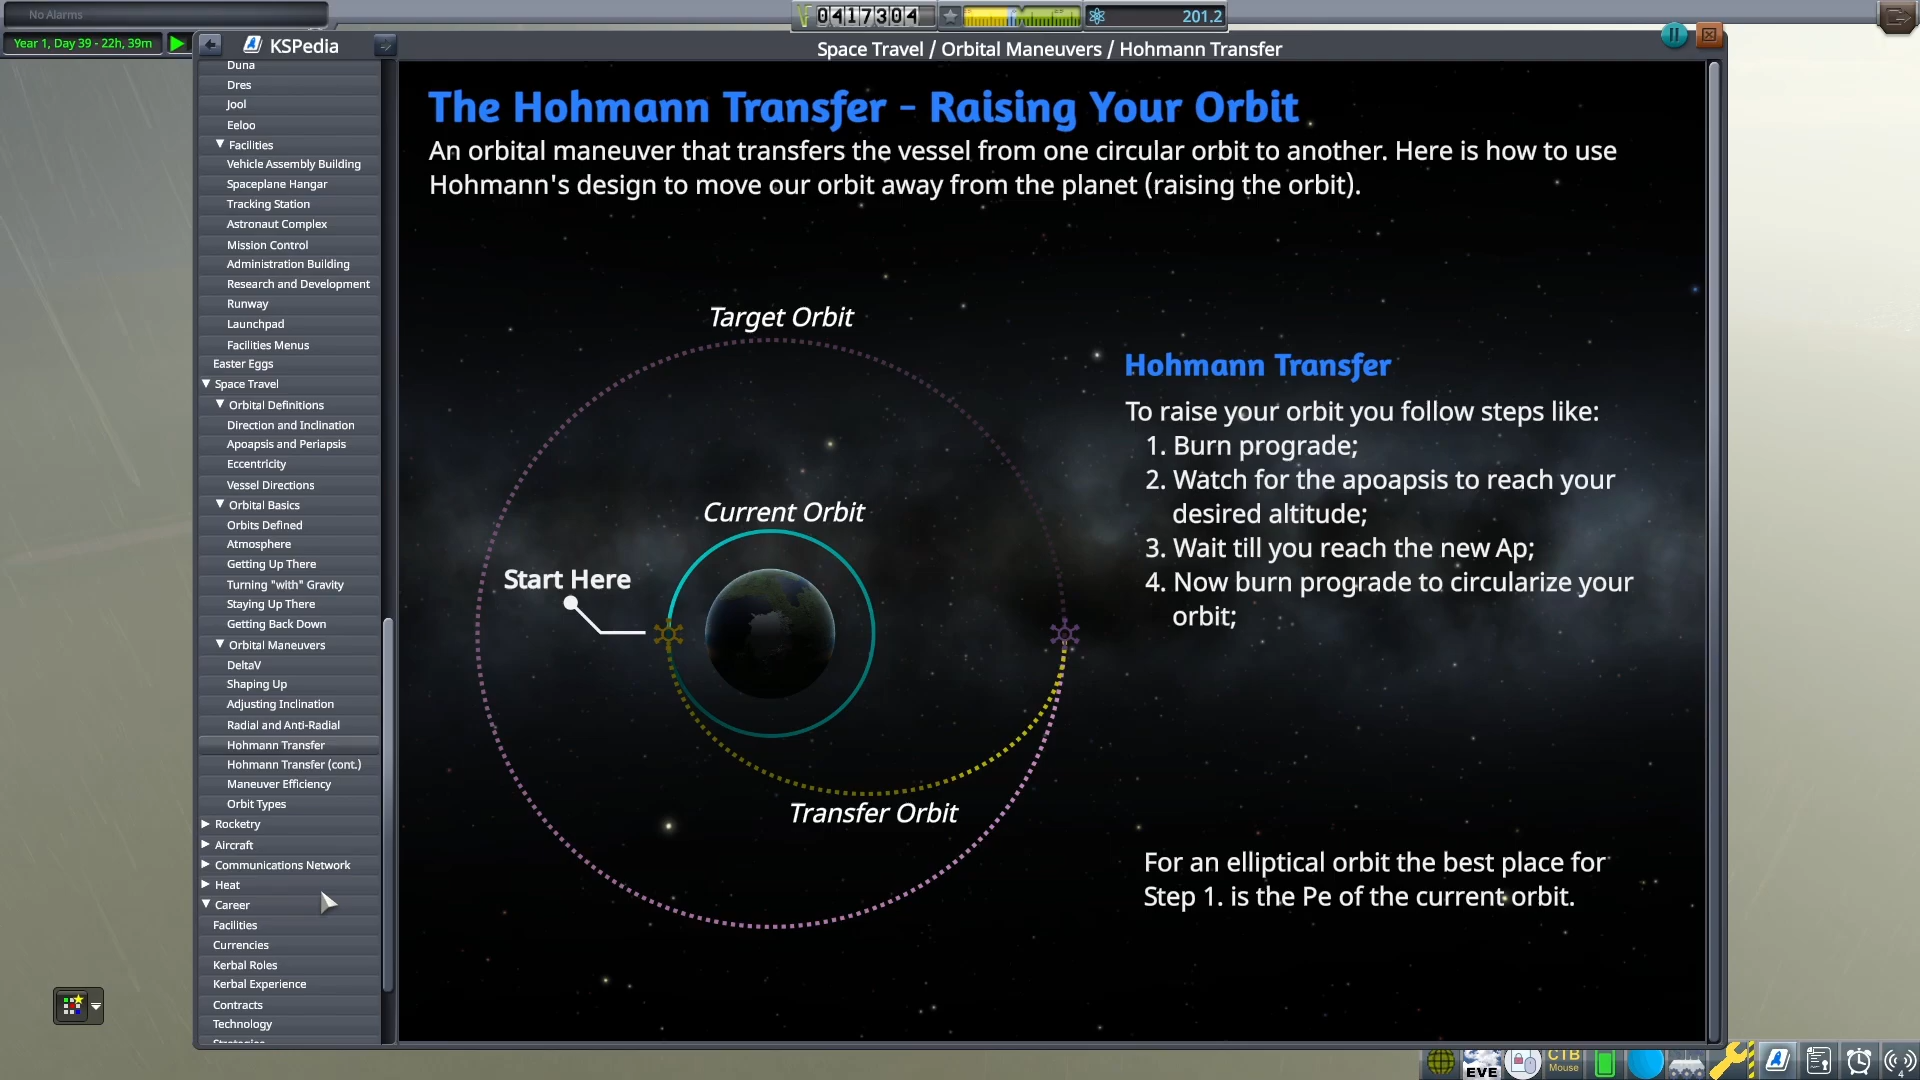 No Alarms
0417304
201.2
Year 1, Day 39 - 22h, 39m
KSPedia
Space Travel / Orbital Maneuvers / Hohmann Transfer
Duna
Dres
Jool
Eeloo
Facilities
Vehicle Assembly Building
Spaceplane Hangar
Tracking Station
Astronaut Complex
Mission Control
Administration Building
Research and Development
Runway
Launchpad
Facilities Menus
Easter Eggs
Space Travel
Orbital Definitions
Direction and Inclination
Apoapsis and Periapsis
Eccentricity
Vessel Directions
Orbital Basics
Orbits Defined
Atmosphere
Getting Up There
Turning "with" Gravity
Staying Up There
Getting Back Down
Orbital Maneuvers
DeltaV
Shaping Up
Adjusting Inclination
Radial and Anti-Radial
Hohmann Transfer
Hohmann Transfer (cont.)
Maneuver Efficiency
Orbit Types
Rocketry
Aircraft
Communications Network
Heat
Career
Facilities
Currencies
Kerbal Roles
Kerbal Experience
Contracts
Technology
The Hohmann Transfer - Raising Your Orbit
An orbital maneuver that transfers the vessel from one circular orbit to another. Here is how to use
Hohmann's design to move our orbit away from the planet (raising the orbit).
Target Orbit
Current Orbit
Start Here
Transfer Orbit
Hohmann Transfer
To raise your orbit you follow steps like:
1. Burn prograde;
2. Watch for the apoapsis to reach your
desired altitude;
3. Wait till you reach the new Ap;
4. Now burn prograde to circularize your
orbit;
For an elliptical orbit the best place for
Step 1. is the Pe of the current orbit.
EVE
CTB
Mouse
4